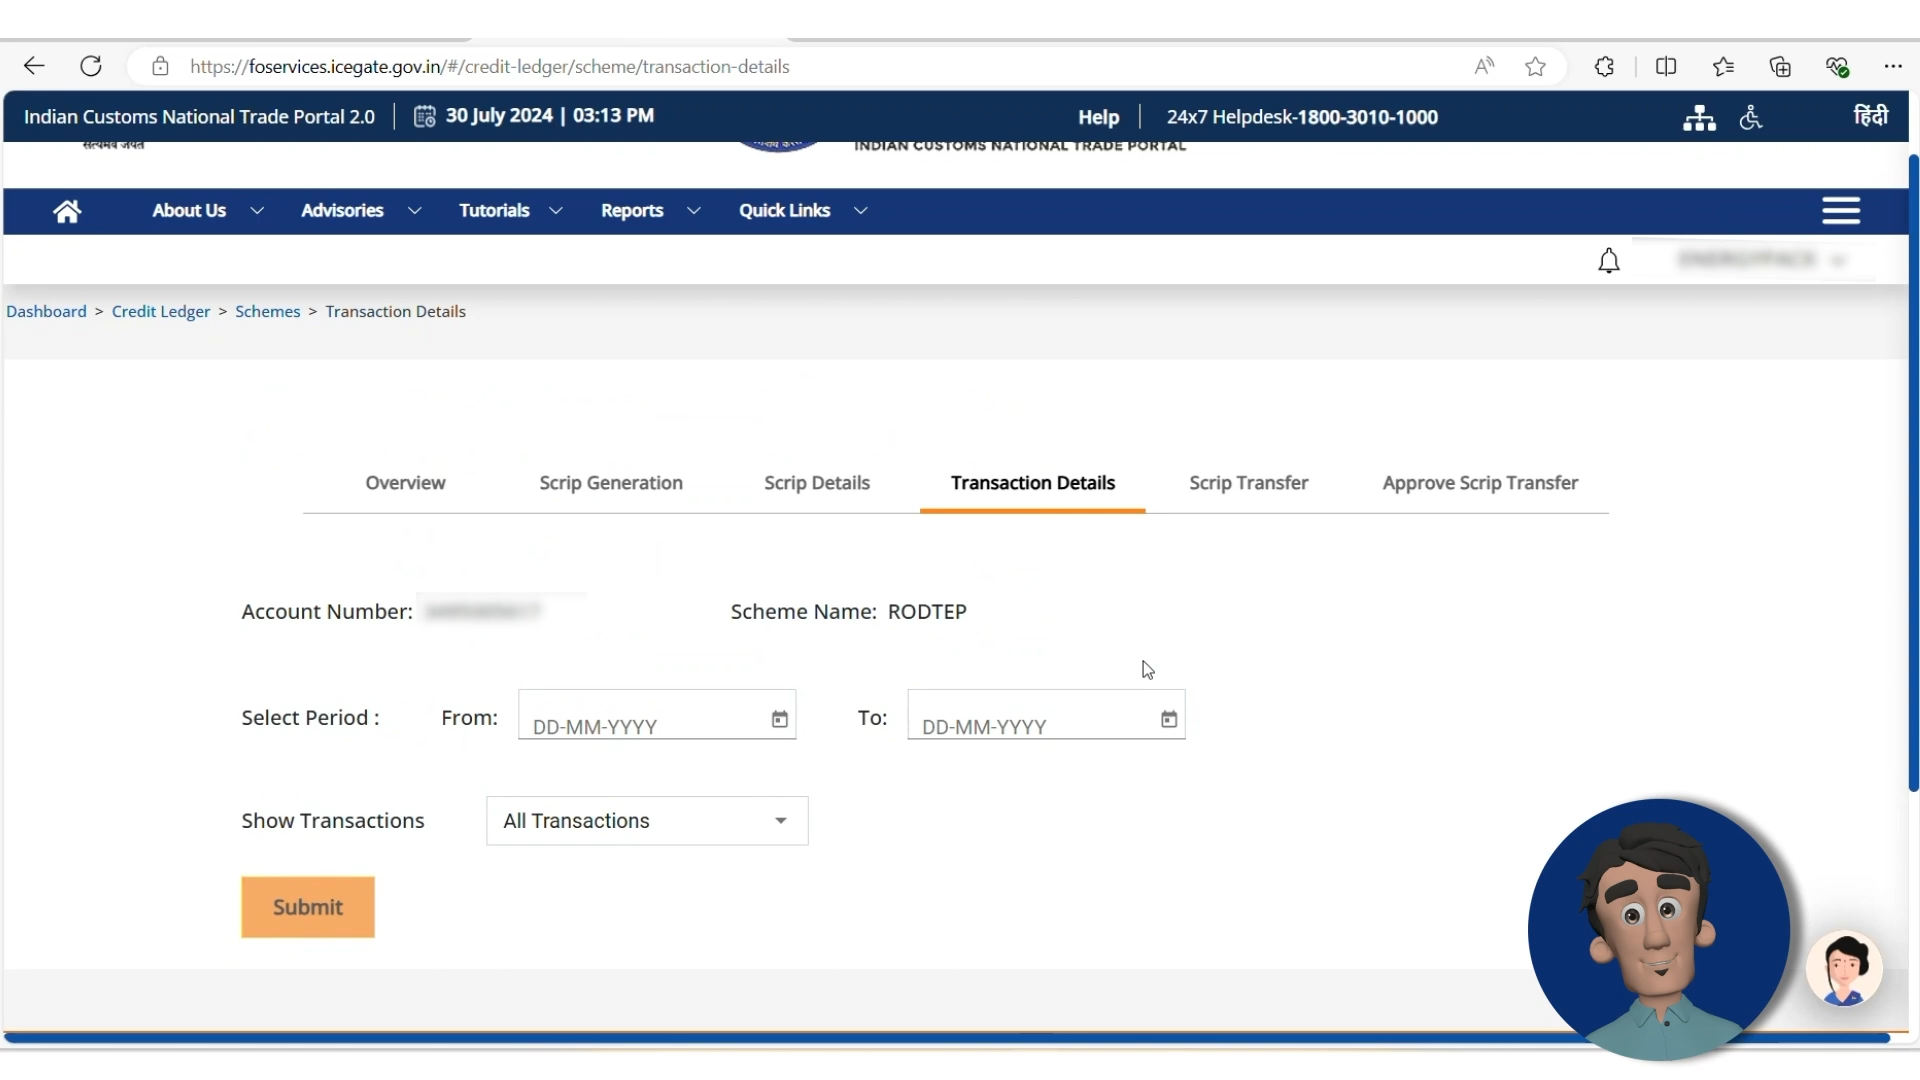 https://foservices.icegate.gov.in/#/credit-ledger/scheme/transaction-details
Indian Customs National Trade Portal 2.0
30 July 2024 | 03:13 PM
Help
24x7 Helpdesk-1800-3010-1000
हिंदी
सत्यमेव जयते
INDIAN CUSTOMS NATIONAL TRADE PORTAL
About Us
Advisories
Tutorials
Reports
Quick Links
Dashboard > Credit Ledger > Schemes > Transaction Details
Overview
Scrip Generation
Scrip Details
Transaction Details
Scrip Transfer
Approve Scrip Transfer
Account Number:
Scheme Name: RODTEP
Select Period :
From:
DD-MM-YYYY
To:
DD-MM-YYYY
Show Transactions
All Transactions
Submit